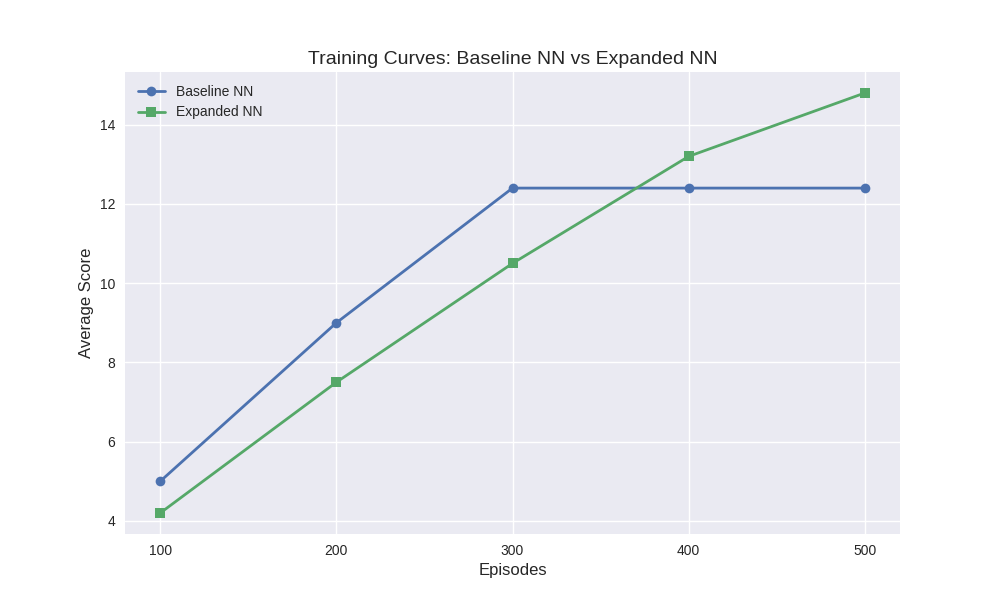 Training Curves: Baseline NN vs Expanded NN
Baseline NN
Expanded NN
Average Score
14
12
10
8
6
4
100 200 300 400 500
Episodes